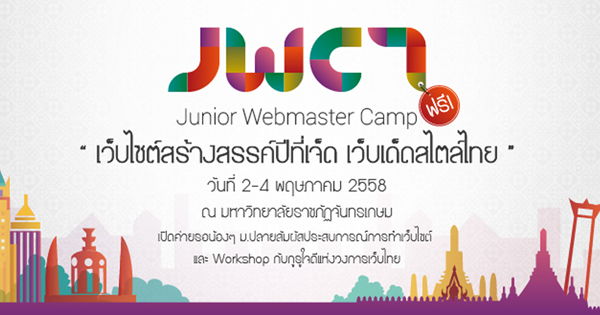 JWC7
Junior Webmaster Camp
ฟรี!
“ เว็บไซต์สร้างสรรค์ปีที่เจ็ด เว็บเด็ดสไตล์ไทย ”
วันที่ 2-4 พฤษภาคม 2558
ณ มหาวิทยาลัยราชภัฏจันทรเกษม
เปิดค่ายรอน้องๆ ม.ปลายสัมผัสประสบการณ์การทำเว็บไซต์
และ Workshop กับกูรูใจดีแห่งวงการเว็บไทย